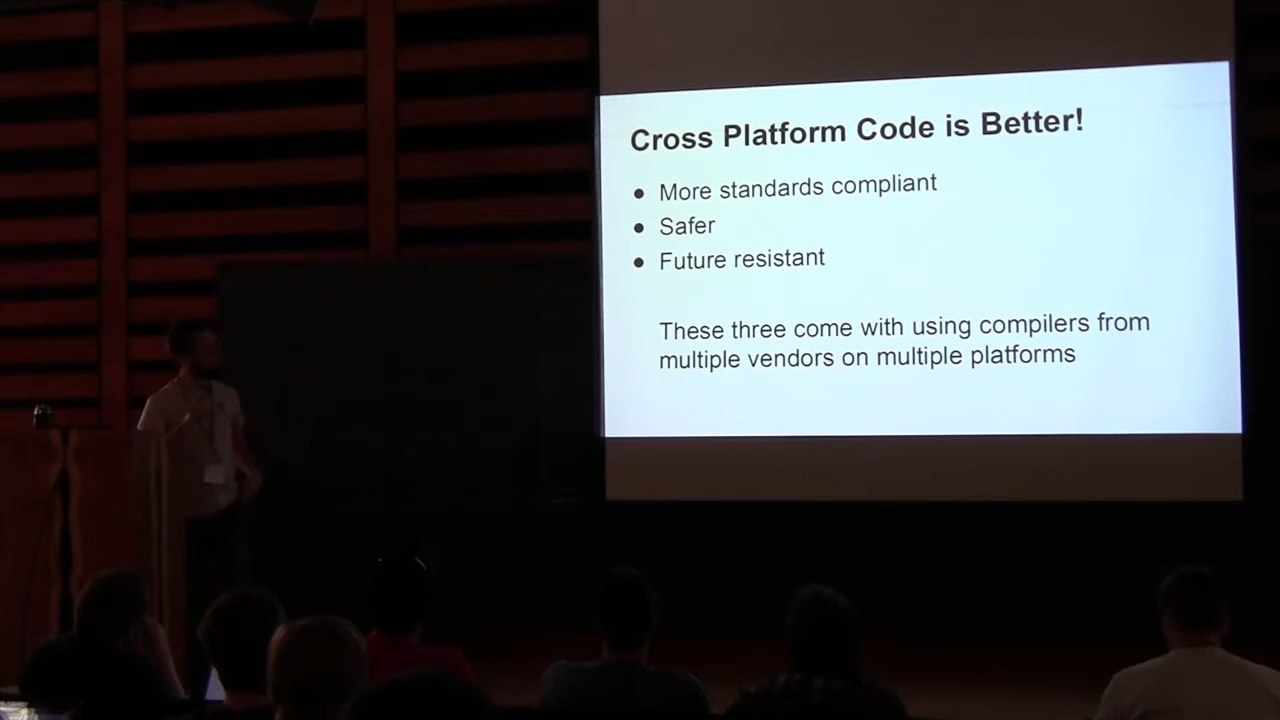 Cross Platform Code is Better!
● More standards compliant
● Safer
● Future resistant
These three come with using compilers from
multiple vendors on multiple platforms